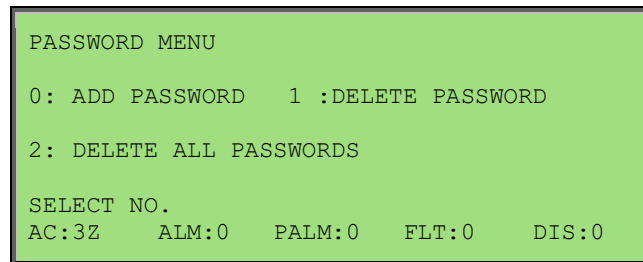 PASSWORD MENU
0: ADD PASSWORD 1 :DELETE PASSWORD
2: DELETE ALL PASSWORDS
SELECT NO.
AC:3Z ALM:0 PALM:0 FLT:0 DIS:0